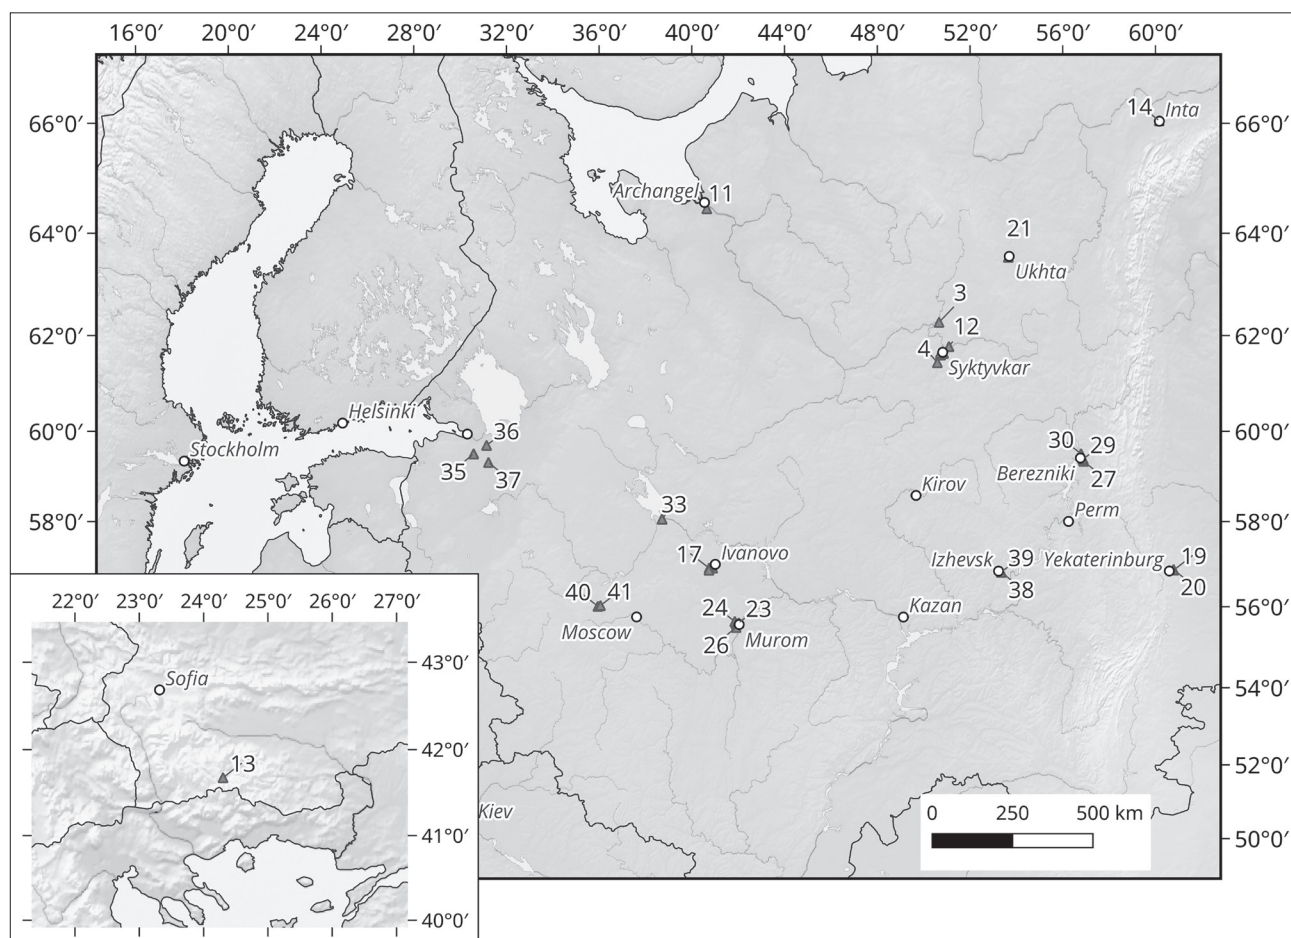 16°0′ 20°0′ 24°0′ 28°0′ 32°0′ 36°0′ 40°0′ 44°0′ 48°0′ 52°0′ 56°0′ 60°0′
14 Inta
66°0′ 66°0′
Archangel 11
21
64°0′ 64°0′
Ukhta
3
12
62°0′ 62°0′
4
Syktyvkar
Helsinki
36
60°0′ 60°0′
30 29
Stockholm
35
Berezniki
37 27
Kirov
33
Perm
58°0′ 58°0′
17 Ivanovo
Izhevsk 39 Yekaterinburg 19
40 41
38 20
24 23 Kazan
56°0′ 56°0′
Moscow
26 Murom
22°0′ 23°0′ 24°0′ 25°0′ 26°0′ 27°0′
43°0′
Sofia
54°0′
42°0′
13
52°0′
Kiev
0 250 500 km
41°0′
50°0′
40°0′